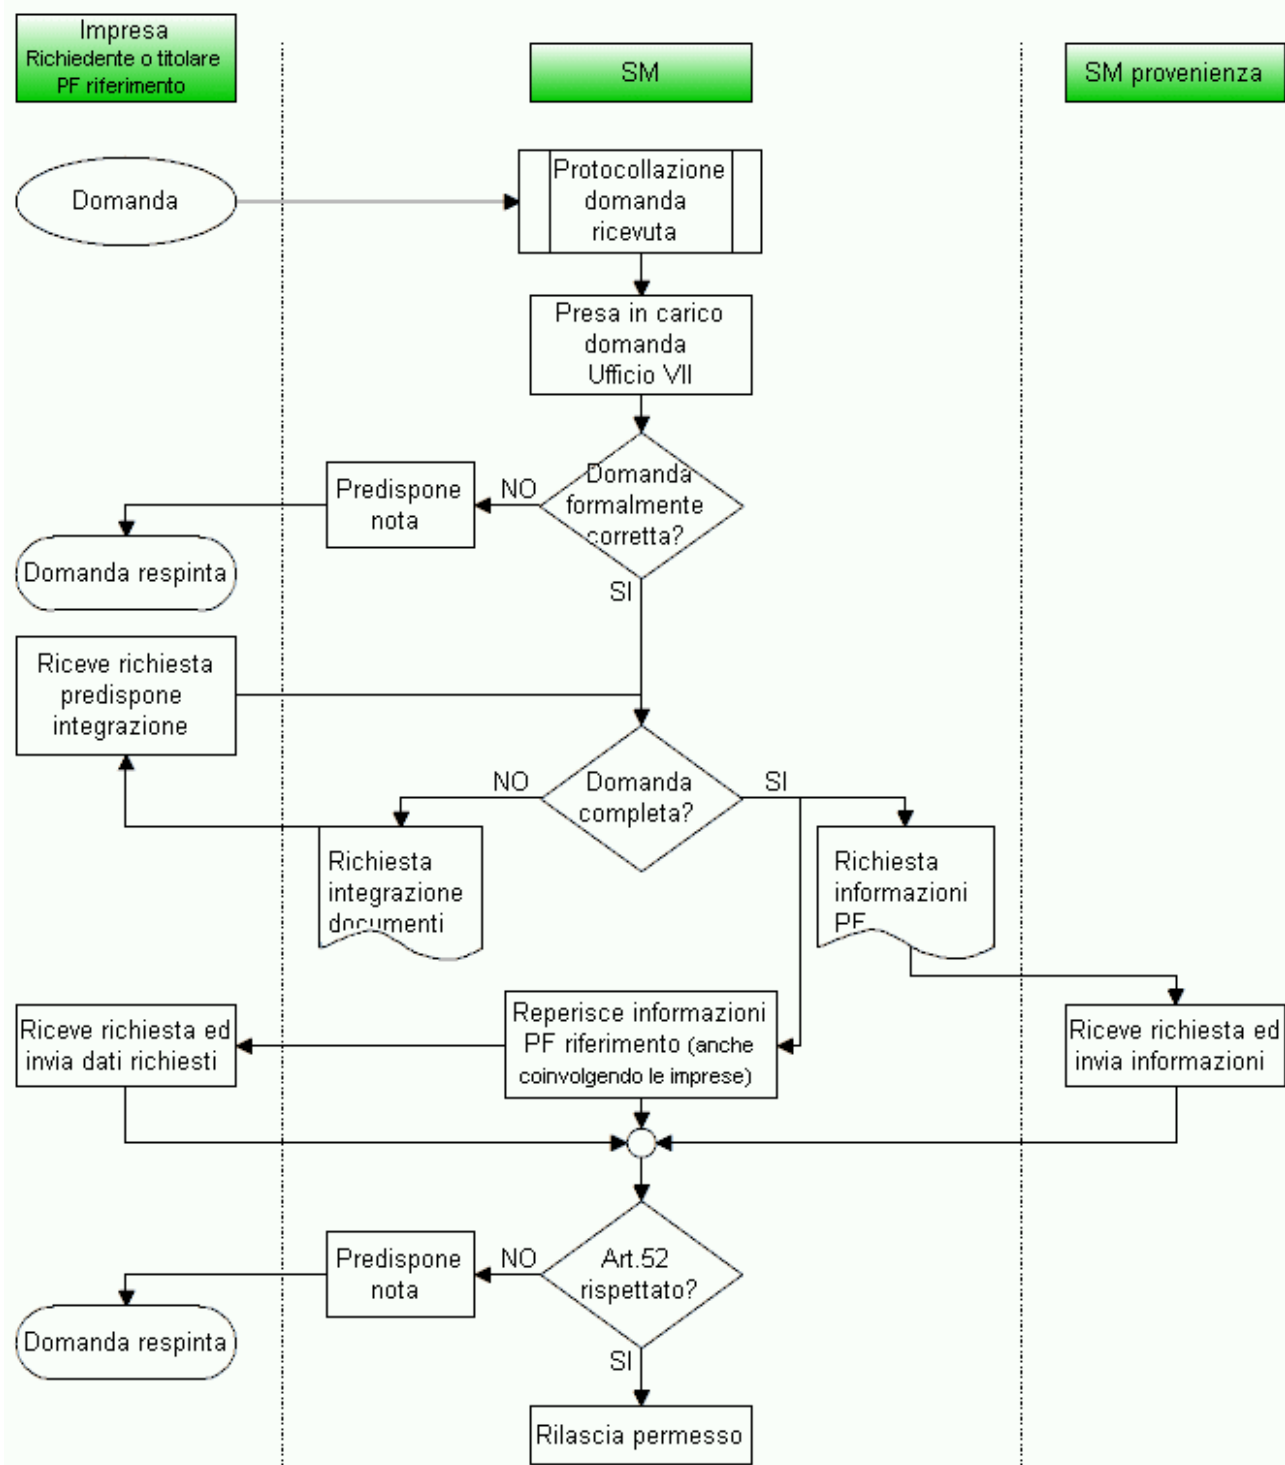 Impresa
Richiedente o titolare
PF riferimento
SM
SM provenienza
Domanda
Protocollazione
domanda
ricevuta
Presa in carico
domanda
Ufficio VII
Domanda
formalmente
corretta?
NO
Predispone
nota
Domanda respinta
SI
Riceve richiesta
predispone
integrazione
Domanda
completa?
NO
SI
Richiesta
integrazione
documenti
Richiesta
informazioni
PF
Riceve richiesta ed
invia dati richiesti
Reperisce informazioni
PF riferimento (anche
coinvolgendo le imprese)
Riceve richiesta ed
invia informazioni
Art.52
rispettato?
NO
Predispone
nota
Domanda respinta
SI
Rilascia permesso